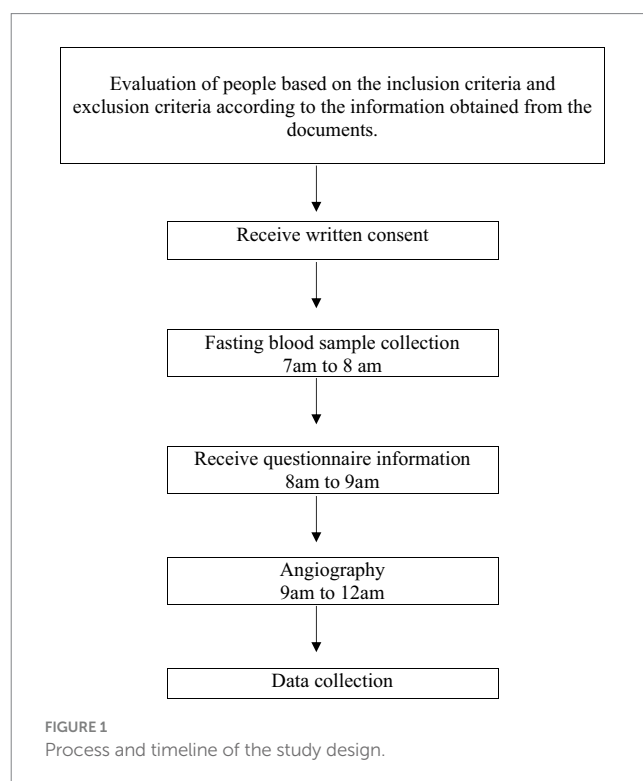 Evaluation of people based on the inclusion criteria and
exclusion criteria according to the information obtained from the
documents.
Receive written consent
Fasting blood sample collection
7am to 8 am
Receive questionnaire information
8am to 9am
Angiography
9am to 12am
Data collection
FIGURE 1
Process and timeline of the study design.